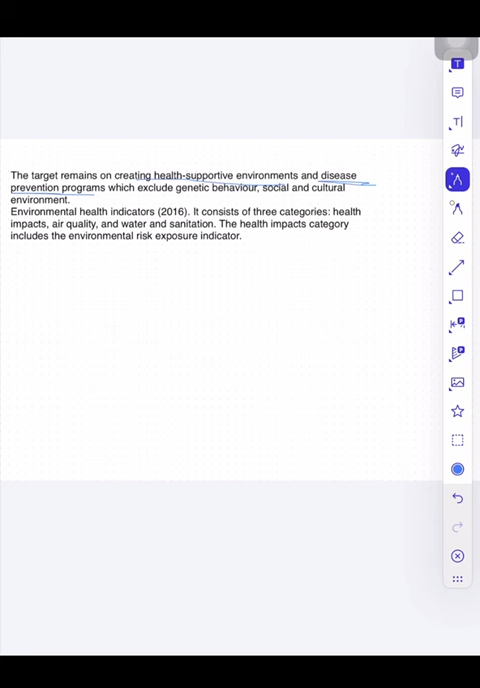 The target remains on creating health-supportive environments and disease
prevention programs which exclude genetic behaviour, social and cultural
environment.
Environmental health indicators (2016). It consists of three categories: health
impacts, air quality, and water and sanitation. The health impacts category
includes the environmental risk exposure indicator.